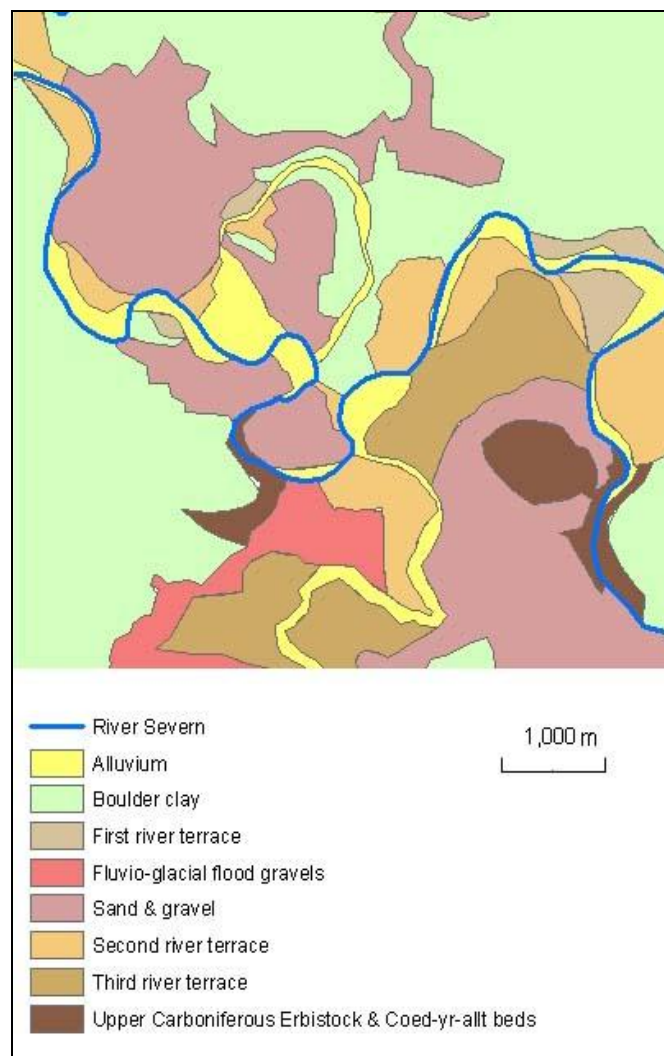 River Severn
1,000 m
Alluvium
Boulder clay
First river terrace
Fluvio-glacial flood gravels
Sand & gravel
Second river terrace
Third river terrace
Upper Carboniferous Erbistock & Coed-yr-allt beds